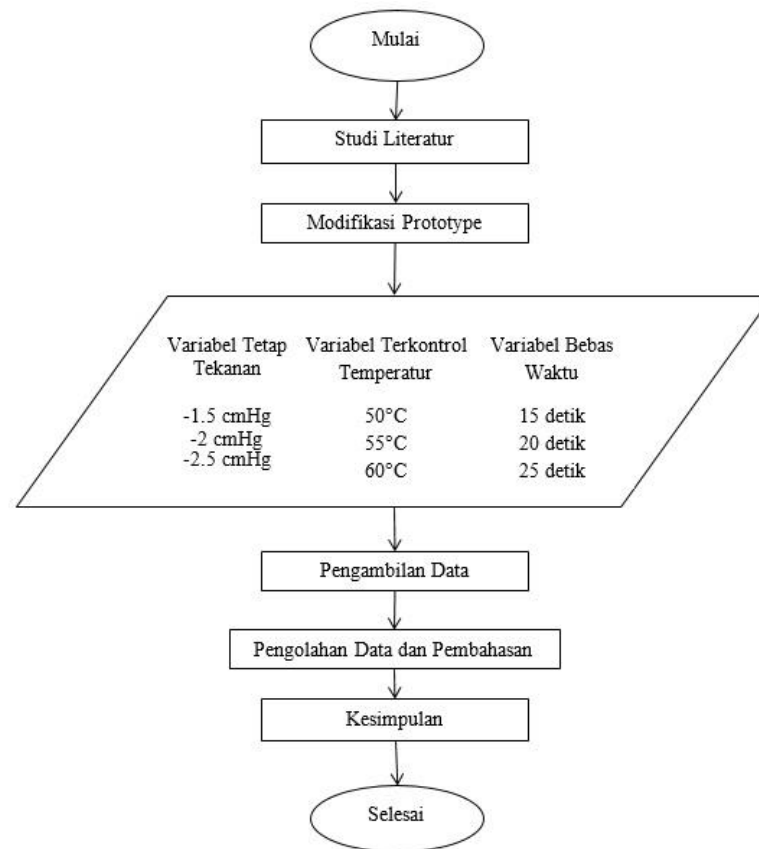 Mulai
Studi Literatur
Modifikasi Prototype
Variabel Tetap
Tekanan
-1.5 cmHg
-2 cmHg
-2.5 cmHg
Variabel Terkontrol
Temperatur
50°C
55°C
60°C
Variabel Bebas
Waktu
15 detik
20 detik
25 detik
Pengambilan Data
Pengolahan Data dan Pembahasan
Kesimpulan
Selesai